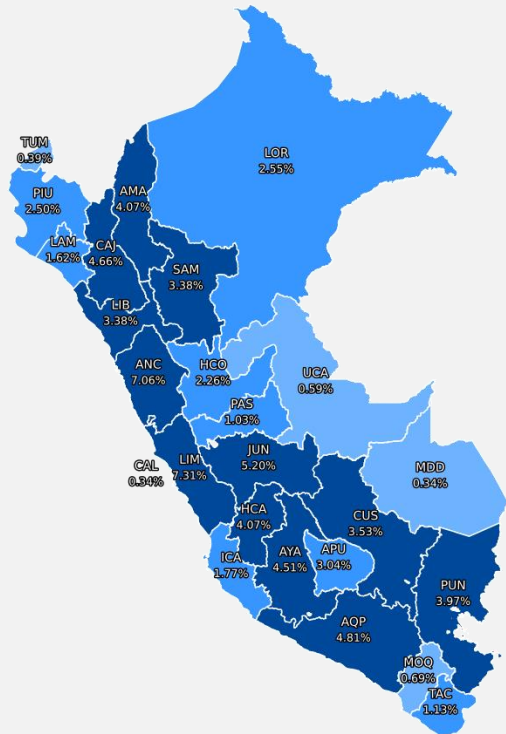 LOR
2.55%
TUM
0.39%
PIU
2.50%
AMA
4.07%
LAM
1.62%
CAJ
4.66%
SAM
3.38%
LIB
3.38%
ANC
7.06%
HCO
2.26%
UCA
0.59%
PAS
1.03%
JUN
5.20%
LIM
7.31%
CAL
0.34%
MDD
0.34%
HCA
4.07%
CUS
3.53%
ICA
1.77%
AYA
4.51%
APU
3.04%
PUN
3.97%
AQP
4.81%
MOQ
0.69%
TAC
1.13%